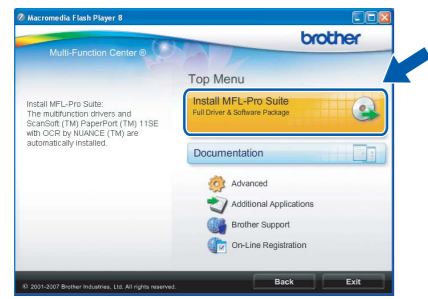 Macromedia Flash Player 8
brother
Multi-Function Center ®
Top Menu
Install MFL-Pro Suite:
The multifunction drivers and
ScanSoft (TM) PaperPort (TM) 11SE
with OCR by NUANCE (TM) are
automatically installed.
Install MFL-Pro Suite
Full Driver & Software Package
Documentation
Advanced
Additional Applications
Brother Support
On-Line Registration
© 2001-2007 Brother Industries, Ltd. All rights reserved.
Back
Exit